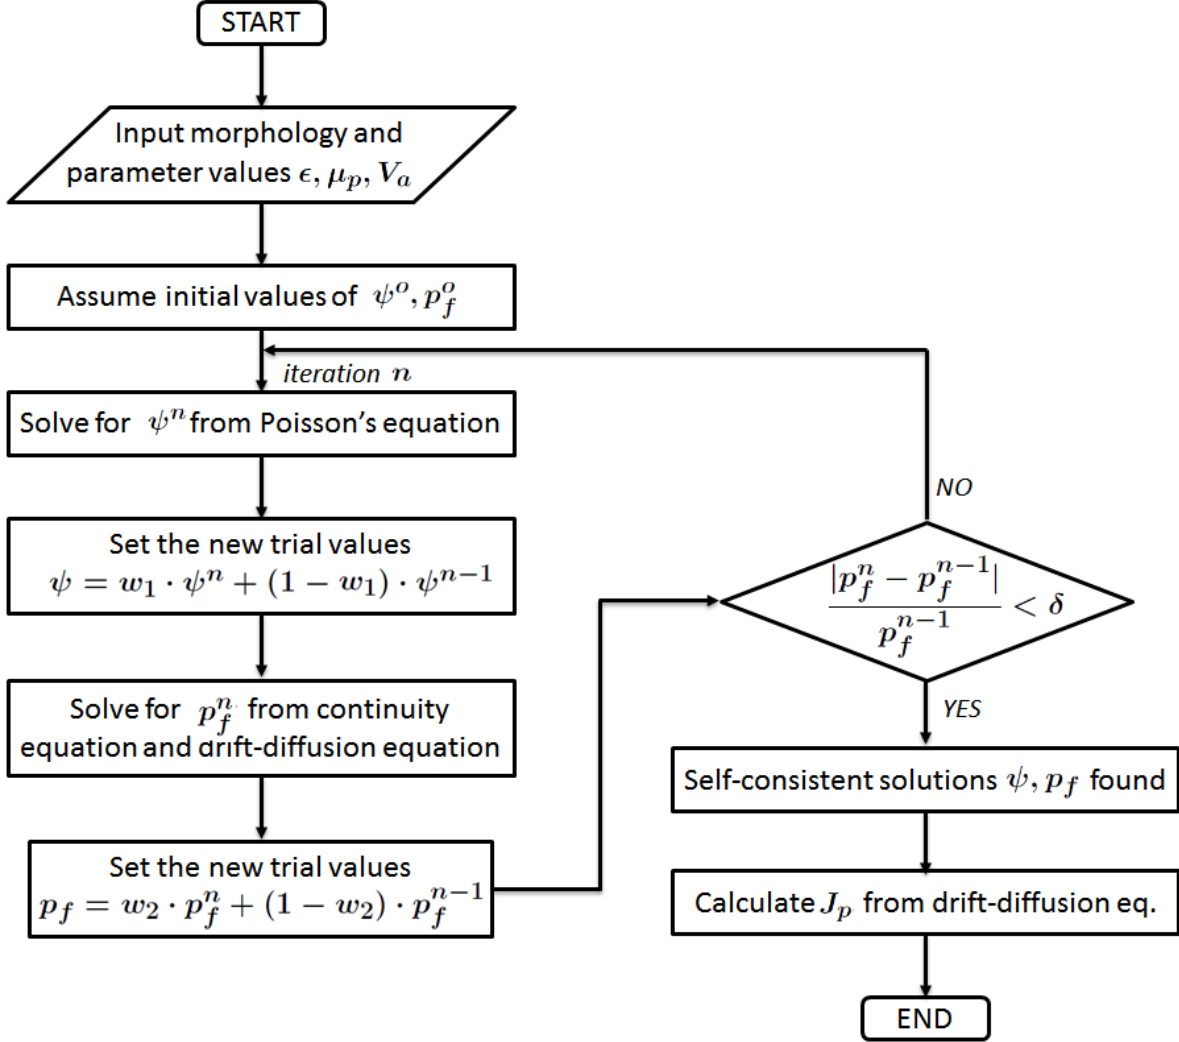 START
Input morphology and
parameter values ϵ, μ_p, V_a
Assume initial values of ψ^o, p_f^o
iteration n
Solve for ψ^n from Poisson's equation
Set the new trial values
ψ = w_1 · ψ^n + (1 − w_1) · ψ^{n−1}
Solve for p_f^n from continuity
equation and drift-diffusion equation
Set the new trial values
p_f = w_2 · p_f^n + (1 − w_2) · p_f^{n−1}
NO
|p_f^n − p_f^{n−1}|
/ p_f^{n−1} < δ
YES
Self-consistent solutions ψ, p_f found
Calculate J_p from drift-diffusion eq.
END